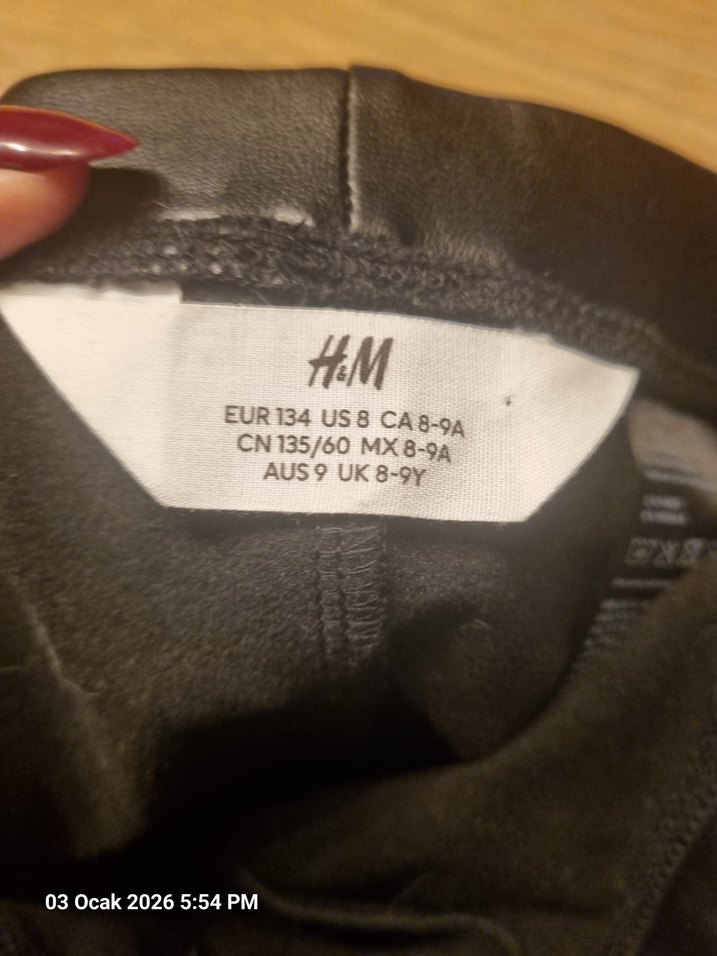 H&M
EUR 134 US 8 CA 8-9A
CN 135/60 MX 8-9A
AUS 9 UK 8-9Y
03 Ocak 2026 5:54 PM